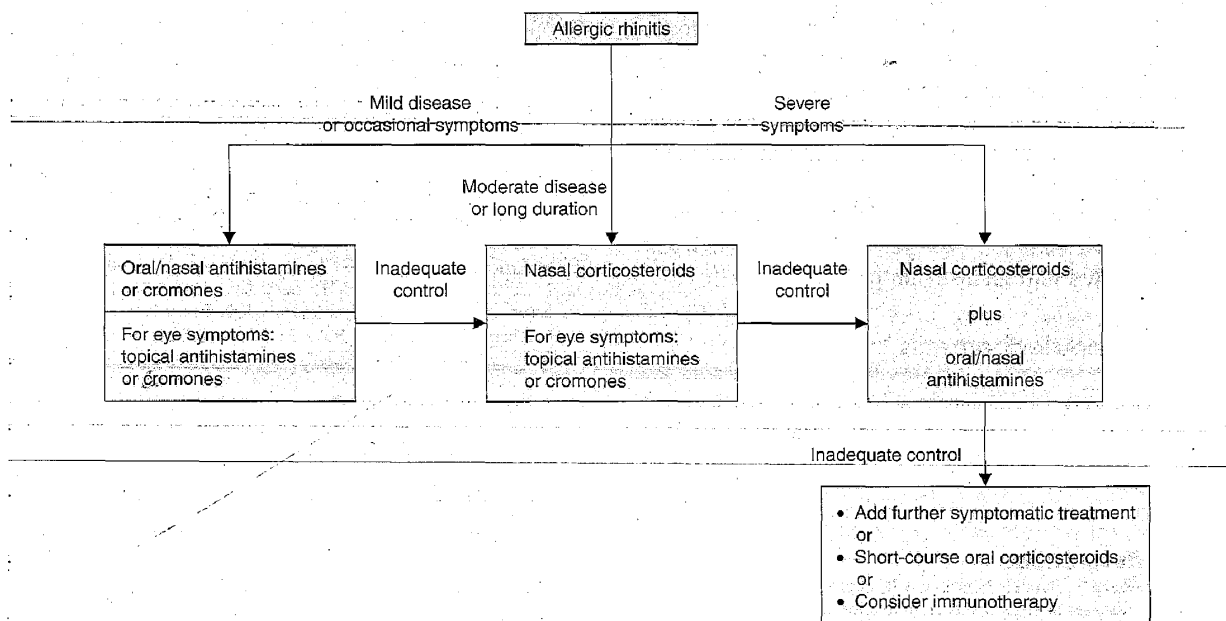 Allergic rhinitis
Mild disease
or occasional symptoms
Severe
symptoms
Moderate disease
or long duration
Oral/nasal antihistamines
or cromones
For eye symptoms:
topical antihistamines
or cromones
Inadequate
control
Nasal corticosteroids
For eye symptoms:
topical antihistamines
or cromones
Inadequate
control
Nasal corticosteroids
plus
oral/nasal
antihistamines
Inadequate control
• Add further symptomatic treatment
or
• Short-course oral corticosteroids
or
• Consider immunotherapy